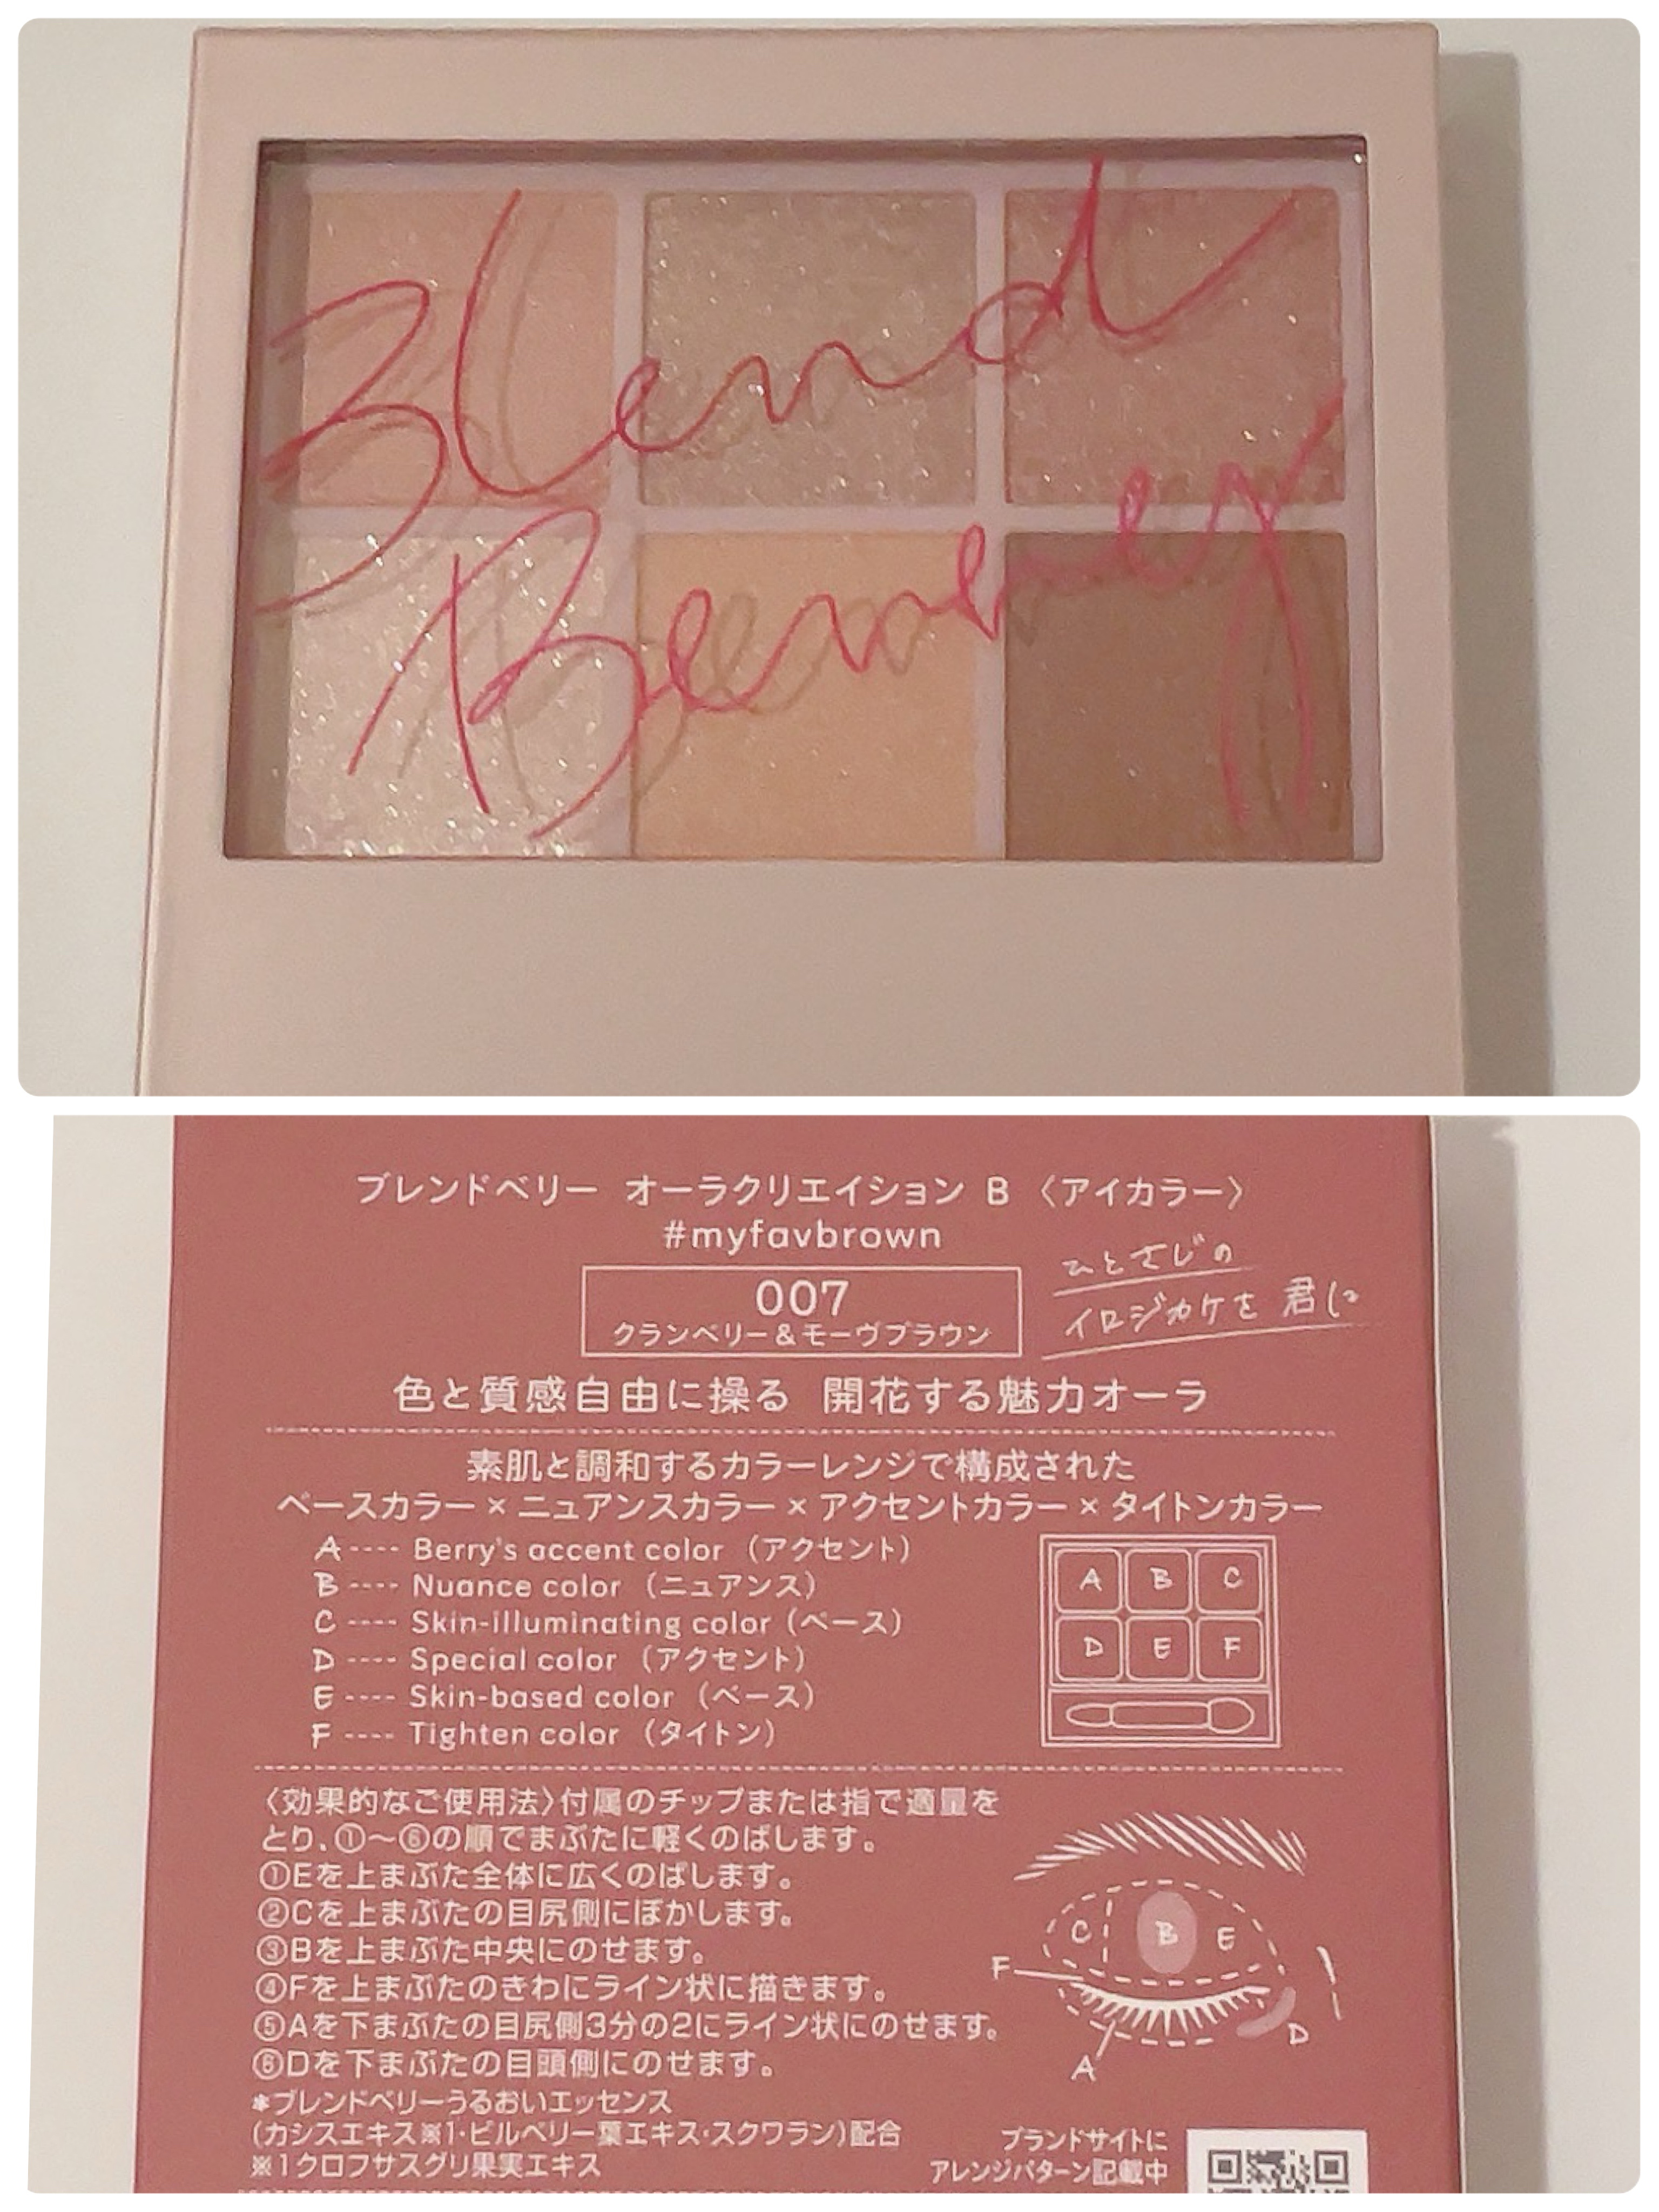 Blend
Berry
ブレンドベリー オーラクリエイション B 〈アイカラー〉
#myfavbrown
007
クランベリー&モーヴブラウン
ひとさじの
イロジカケを 君に
色と質感自由に操る 開花する魅力オーラ
素肌と調和するカラーレンジで構成された
ベースカラー×ニュアンスカラー×アクセントカラー×タイトンカラー
A---- Berry's accent color (アクセント)
B---- Nuance color (ニュアンス)
C---- Skin-illuminating color (ベース)
D---- Special color (アクセント)
E---- Skin-based color (ベース)
F---- Tighten color (タイトン)
A B C
D E F
〈効果的なご使用法〉付属のチップまたは指で適量を
とり、①〜⑥の順でまぶたに軽くのばします。
①Eを上まぶた全体に広くのばします。
②Cを上まぶたの目尻側にぼかします。
③Bを上まぶた中央にのせます。
④Fを上まぶたのきわにライン状に描きます。
⑤Aを下まぶたの目尻側3分の2にライン状にのせます。
⑥Dを下まぶたの目頭側にのせます。
C B E
F
D
A
*ブレンドベリーうるおいエッセンス
(カシスエキス※1・ビルベリー葉エキス・スクワラン)配合
※1クロフサスグリ果実エキス
ブランドサイトに
アレンジパターン記載中